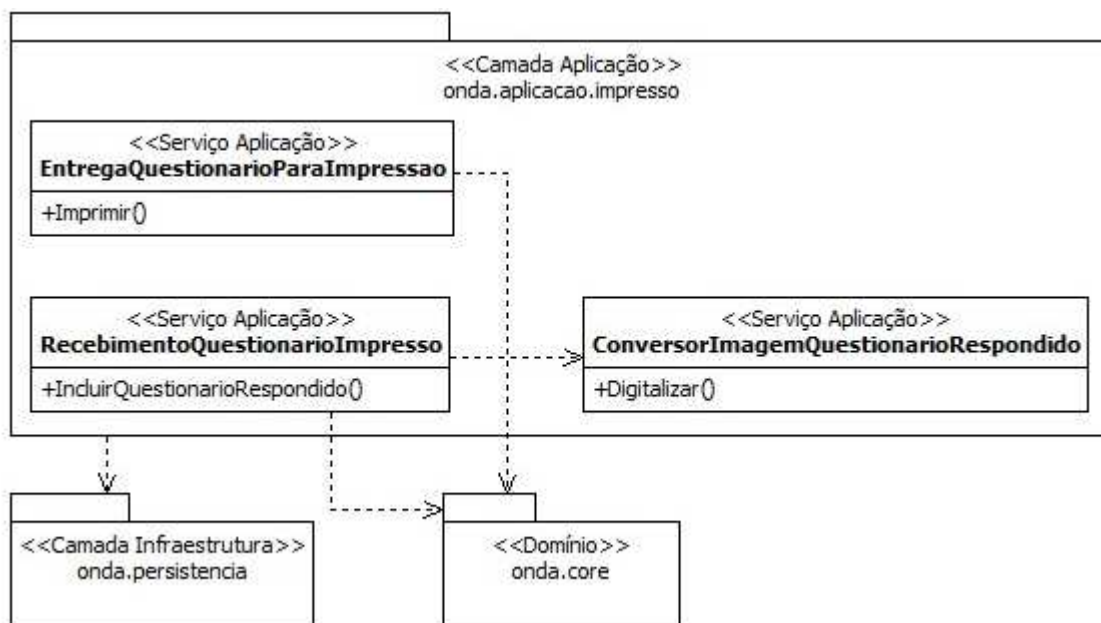 <<Camada Aplicação>>
onda.aplicacao.impresso
<<Serviço Aplicação>>
EntregaQuestionarioParaImpressao
+Imprimir()
<<Serviço Aplicação>>
RecebimentoQuestionarioImpresso
+IncluirQuestionarioRespondido()
<<Serviço Aplicação>>
ConversorImagemQuestionarioRespondido
+Digitalizar()
<<Camada Infraestrutura>>
onda.persistencia
<<Domínio>>
onda.core